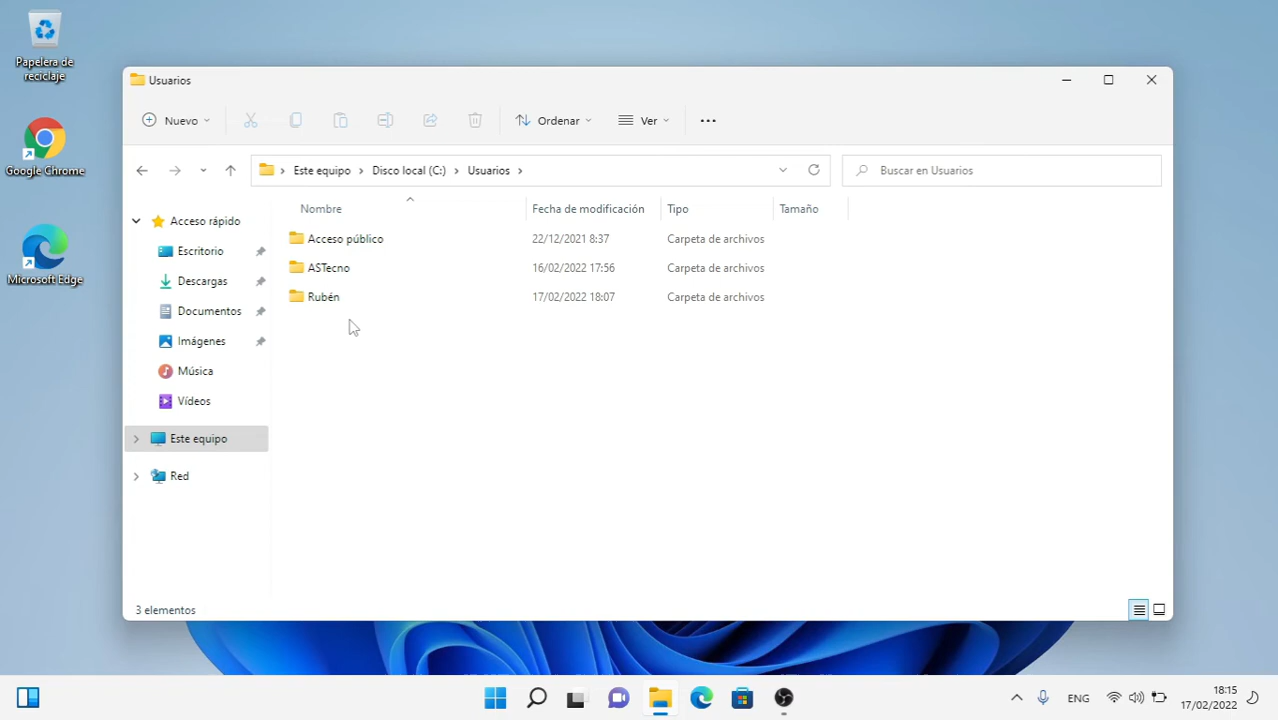 Papelera de
reciclaje
Google Chrome
Microsoft Edge
Usuarios
Nuevo
Ordenar
Ver
Este equipo > Disco local (C:) > Usuarios >
Buscar en Usuarios
Nombre Fecha de modificación Tipo Tamaño
Acceso público 22/12/2021 8:37 Carpeta de archivos
ASTecno 16/02/2022 17:56 Carpeta de archivos
Rubén 17/02/2022 18:07 Carpeta de archivos
Acceso rápido
Escritorio
Descargas
Documentos
Imágenes
Música
Vídeos
Este equipo
Red
3 elementos
ENG
18:15
17/02/2022